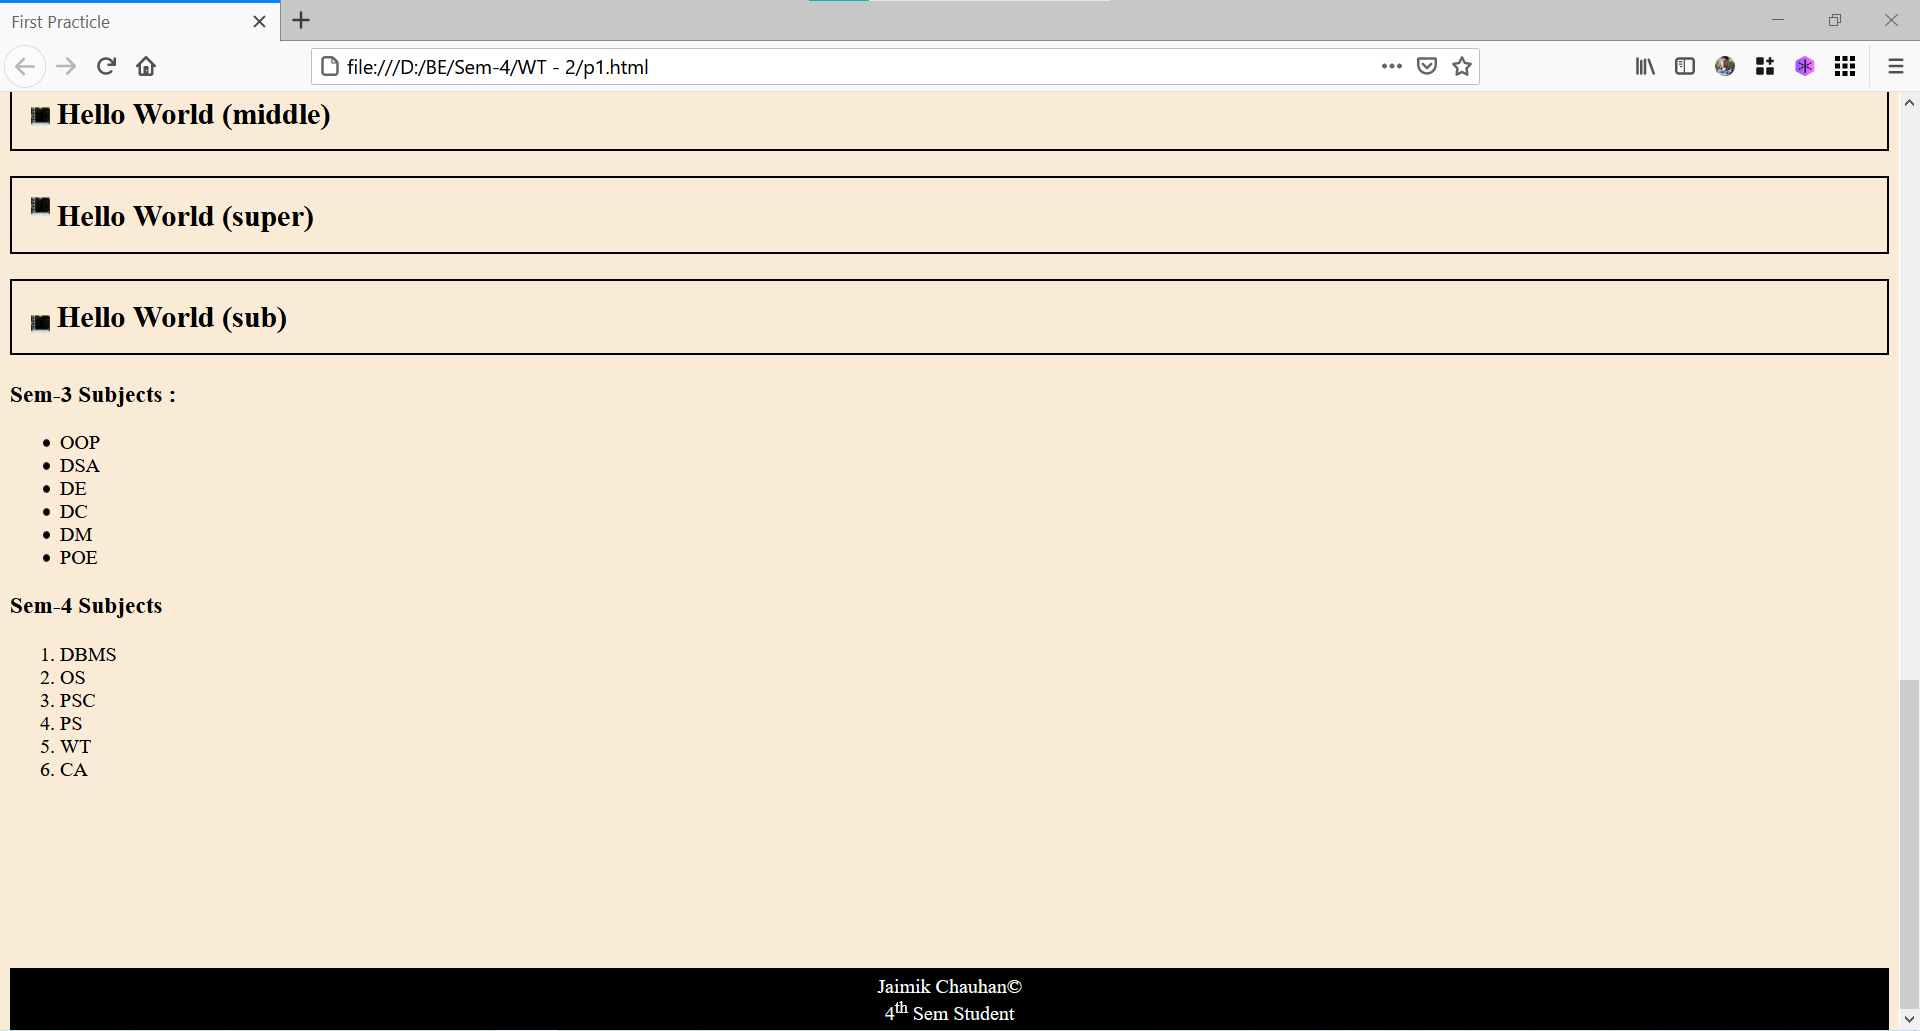 First Practicle
file:///D:/BE/Sem-4/WT - 2/p1.html
Hello World (middle)
Hello World (super)
Hello World (sub)
Sem-3 Subjects :
• OOP
• DSA
• DE
• DC
• DM
• POE
Sem-4 Subjects
1. DBMS
2. OS
3. PSC
4. PS
5. WT
6. CA
Jaimik Chauhan©
4th Sem Student